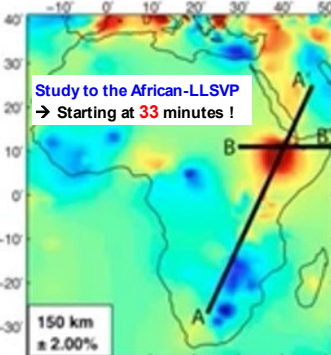 -10° 0° 10° 20° 30° 40°
40°
30°
Study to the African-LLSVP
→ Starting at 33 minutes !
A'
20°
B
10°
0°
-10°
-20°
A
-30°
150 km
± 2.00%